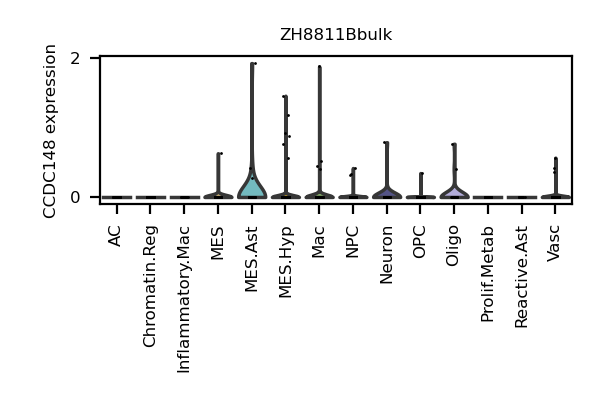 ZH8811Bbulk
CCDC148 expression
2
0
AC
Chromatin.Reg
Inflammatory.Mac
MES
MES.Ast
MES.Hyp
Mac
NPC
Neuron
OPC
Oligo
Prolif.Metab
Reactive.Ast
Vasc